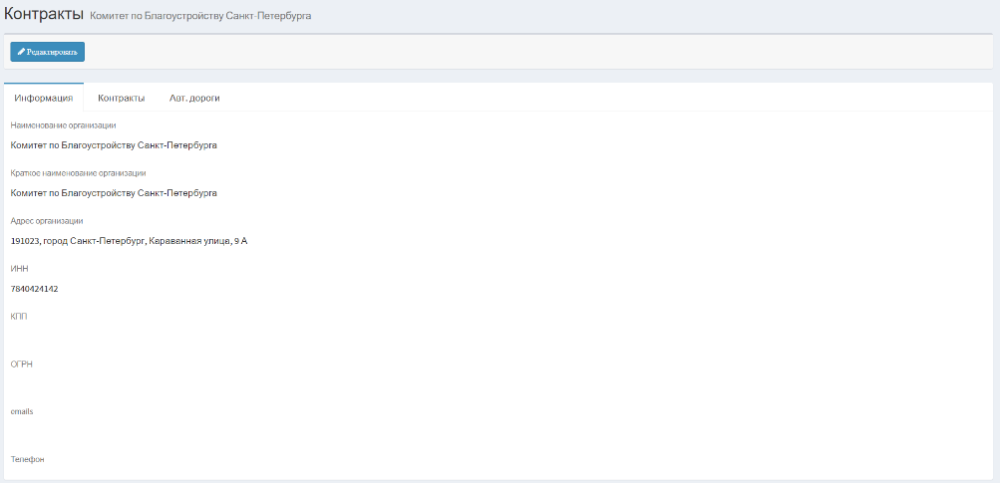 Контракты Комитет по Благоустройству Санкт-Петербурга
Редактировать
Информация Контракты Авт. дороги
Наименование организации
Комитет по Благоустройству Санкт-Петербурга
Краткое наименование организации
Комитет по Благоустройству Санкт-Петербурга
Адрес организации
191023, город Санкт-Петербург, Караванная улицв, 9 А
ИНН
7840424142
КПП
ОГРН
emails
Телефон